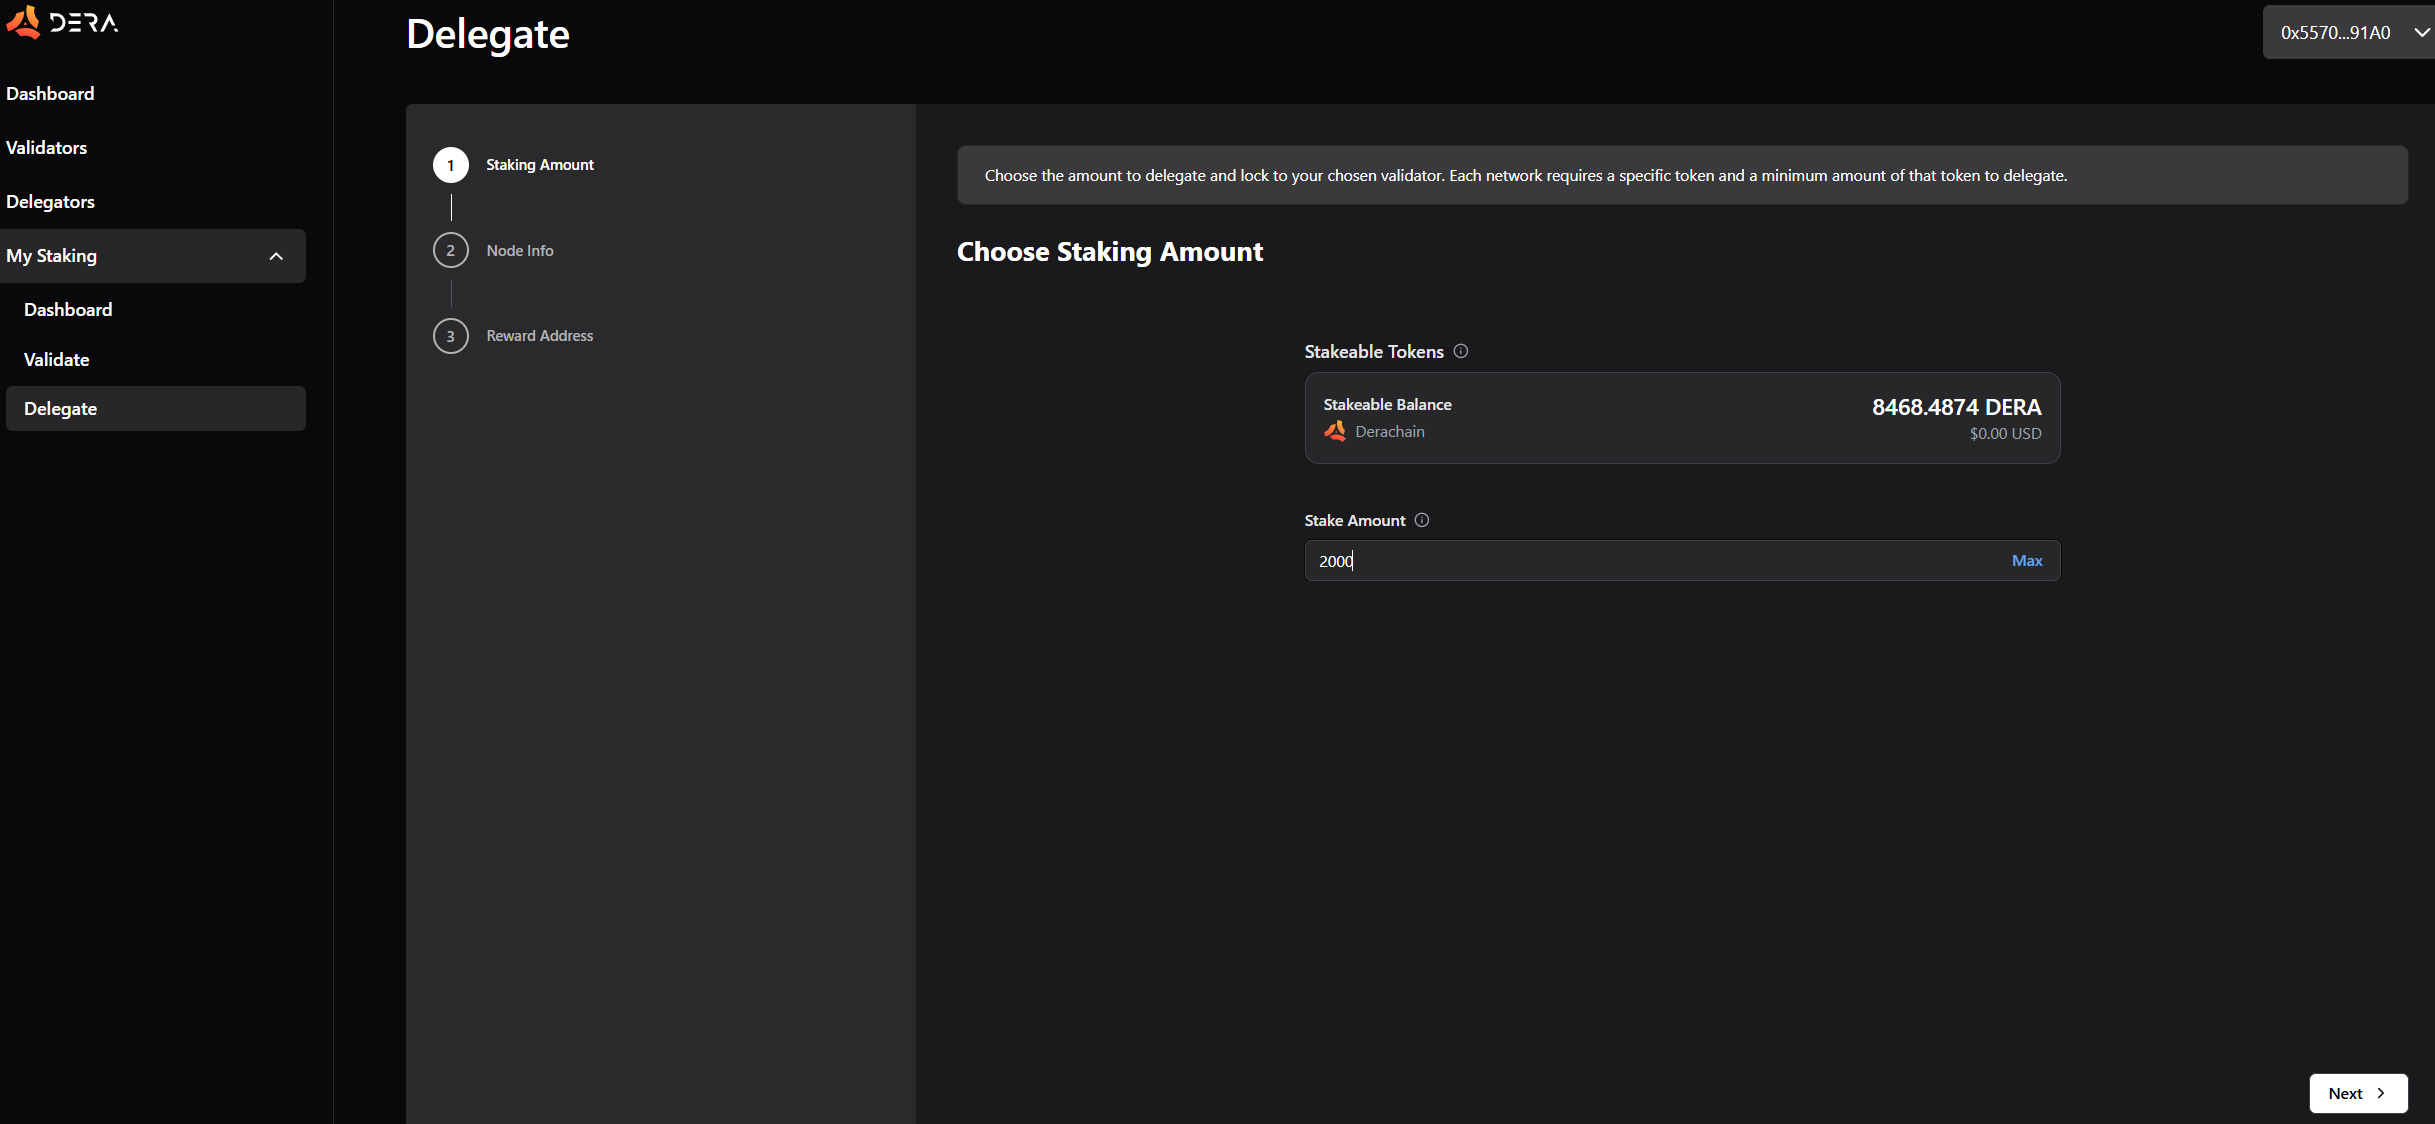 DERA
Dashboard
Validators
Delegators
My Staking
Dashboard
Validate
Delegate
Delegate
0x5570...91A0
1 Staking Amount
2 Node Info
3 Reward Address
Choose the amount to delegate and lock to your chosen validator. Each network requires a specific token and a minimum amount of that token to delegate.
Choose Staking Amount
Stakeable Tokens
Stakeable Balance 8468.4874 DERA
Derachain $0.00 USD
Stake Amount
2000 Max
Next